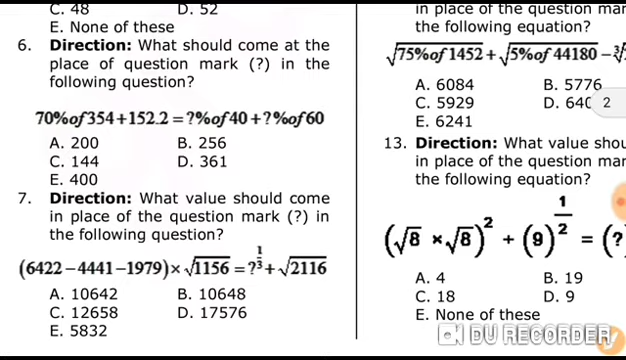 C. 48 D. 52
E. None of these
6. Direction: What should come at the
place of question mark (?) in the
following question?
70%of 354+152.2 = ?%of 40+?%of 60
A. 200 B. 256
C. 144 D. 361
E. 400
7. Direction: What value should come
in place of the question mark (?) in
the following question?
(6422−4441−1979)×√1156 = ?^(1/3)+√2116
A. 10642 B. 10648
C. 12658 D. 17576
E. 5832
in place of the question mar
the following equation?
√75%of 1452 + √5%of 44180 − ∛
A. 6084 B. 5776
C. 5929 D. 640
E. 6241
2
13. Direction: What value shou
in place of the question mar
the following equation?
(√8 ×√8)^2 + (9)^(1/2) = (?
A. 4 B. 19
C. 18 D. 9
E. None of these
DU RECORDER